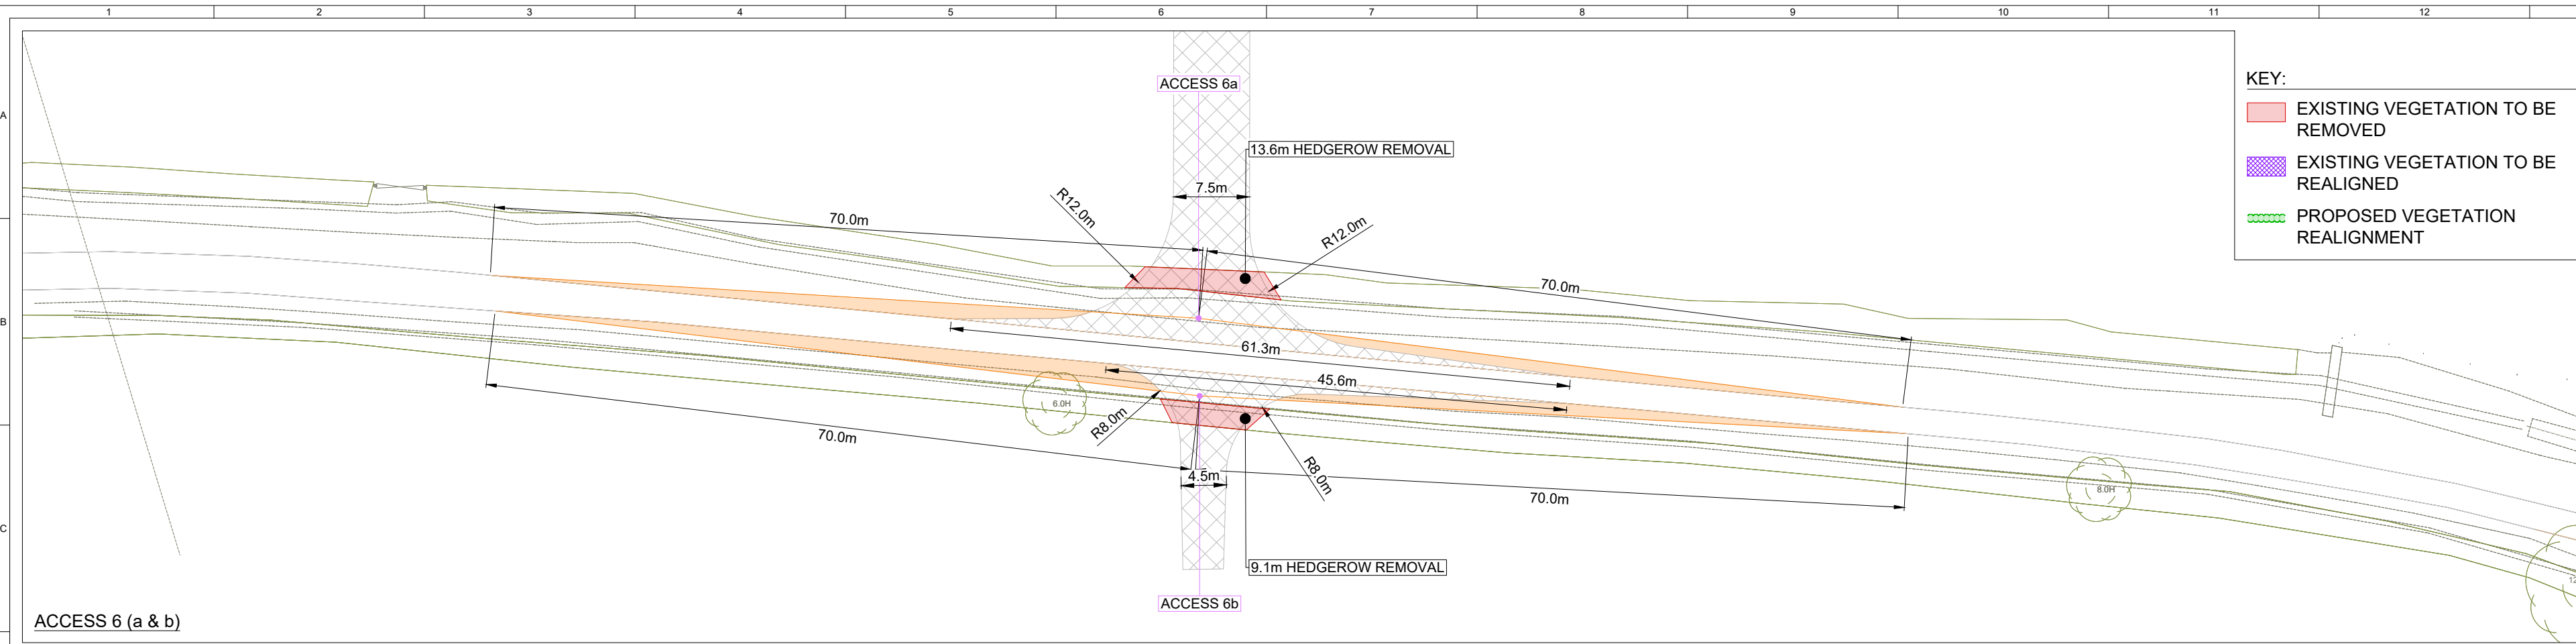 1 2 3 4 5 6 7 8 9 10 11 12
A
B
C
ACCESS 6a
13.6m HEDGEROW REMOVAL
7.5m
R12.0m
R12.0m
70.0m
70.0m
61.3m
45.6m
6.0H
R8.0m
70.0m
4.5m
R8.0m
70.0m
8.0H
12
9.1m HEDGEROW REMOVAL
ACCESS 6b
ACCESS 6 (a & b)
KEY:
EXISTING VEGETATION TO BE
REMOVED
EXISTING VEGETATION TO BE
REALIGNED
PROPOSED VEGETATION
REALIGNMENT